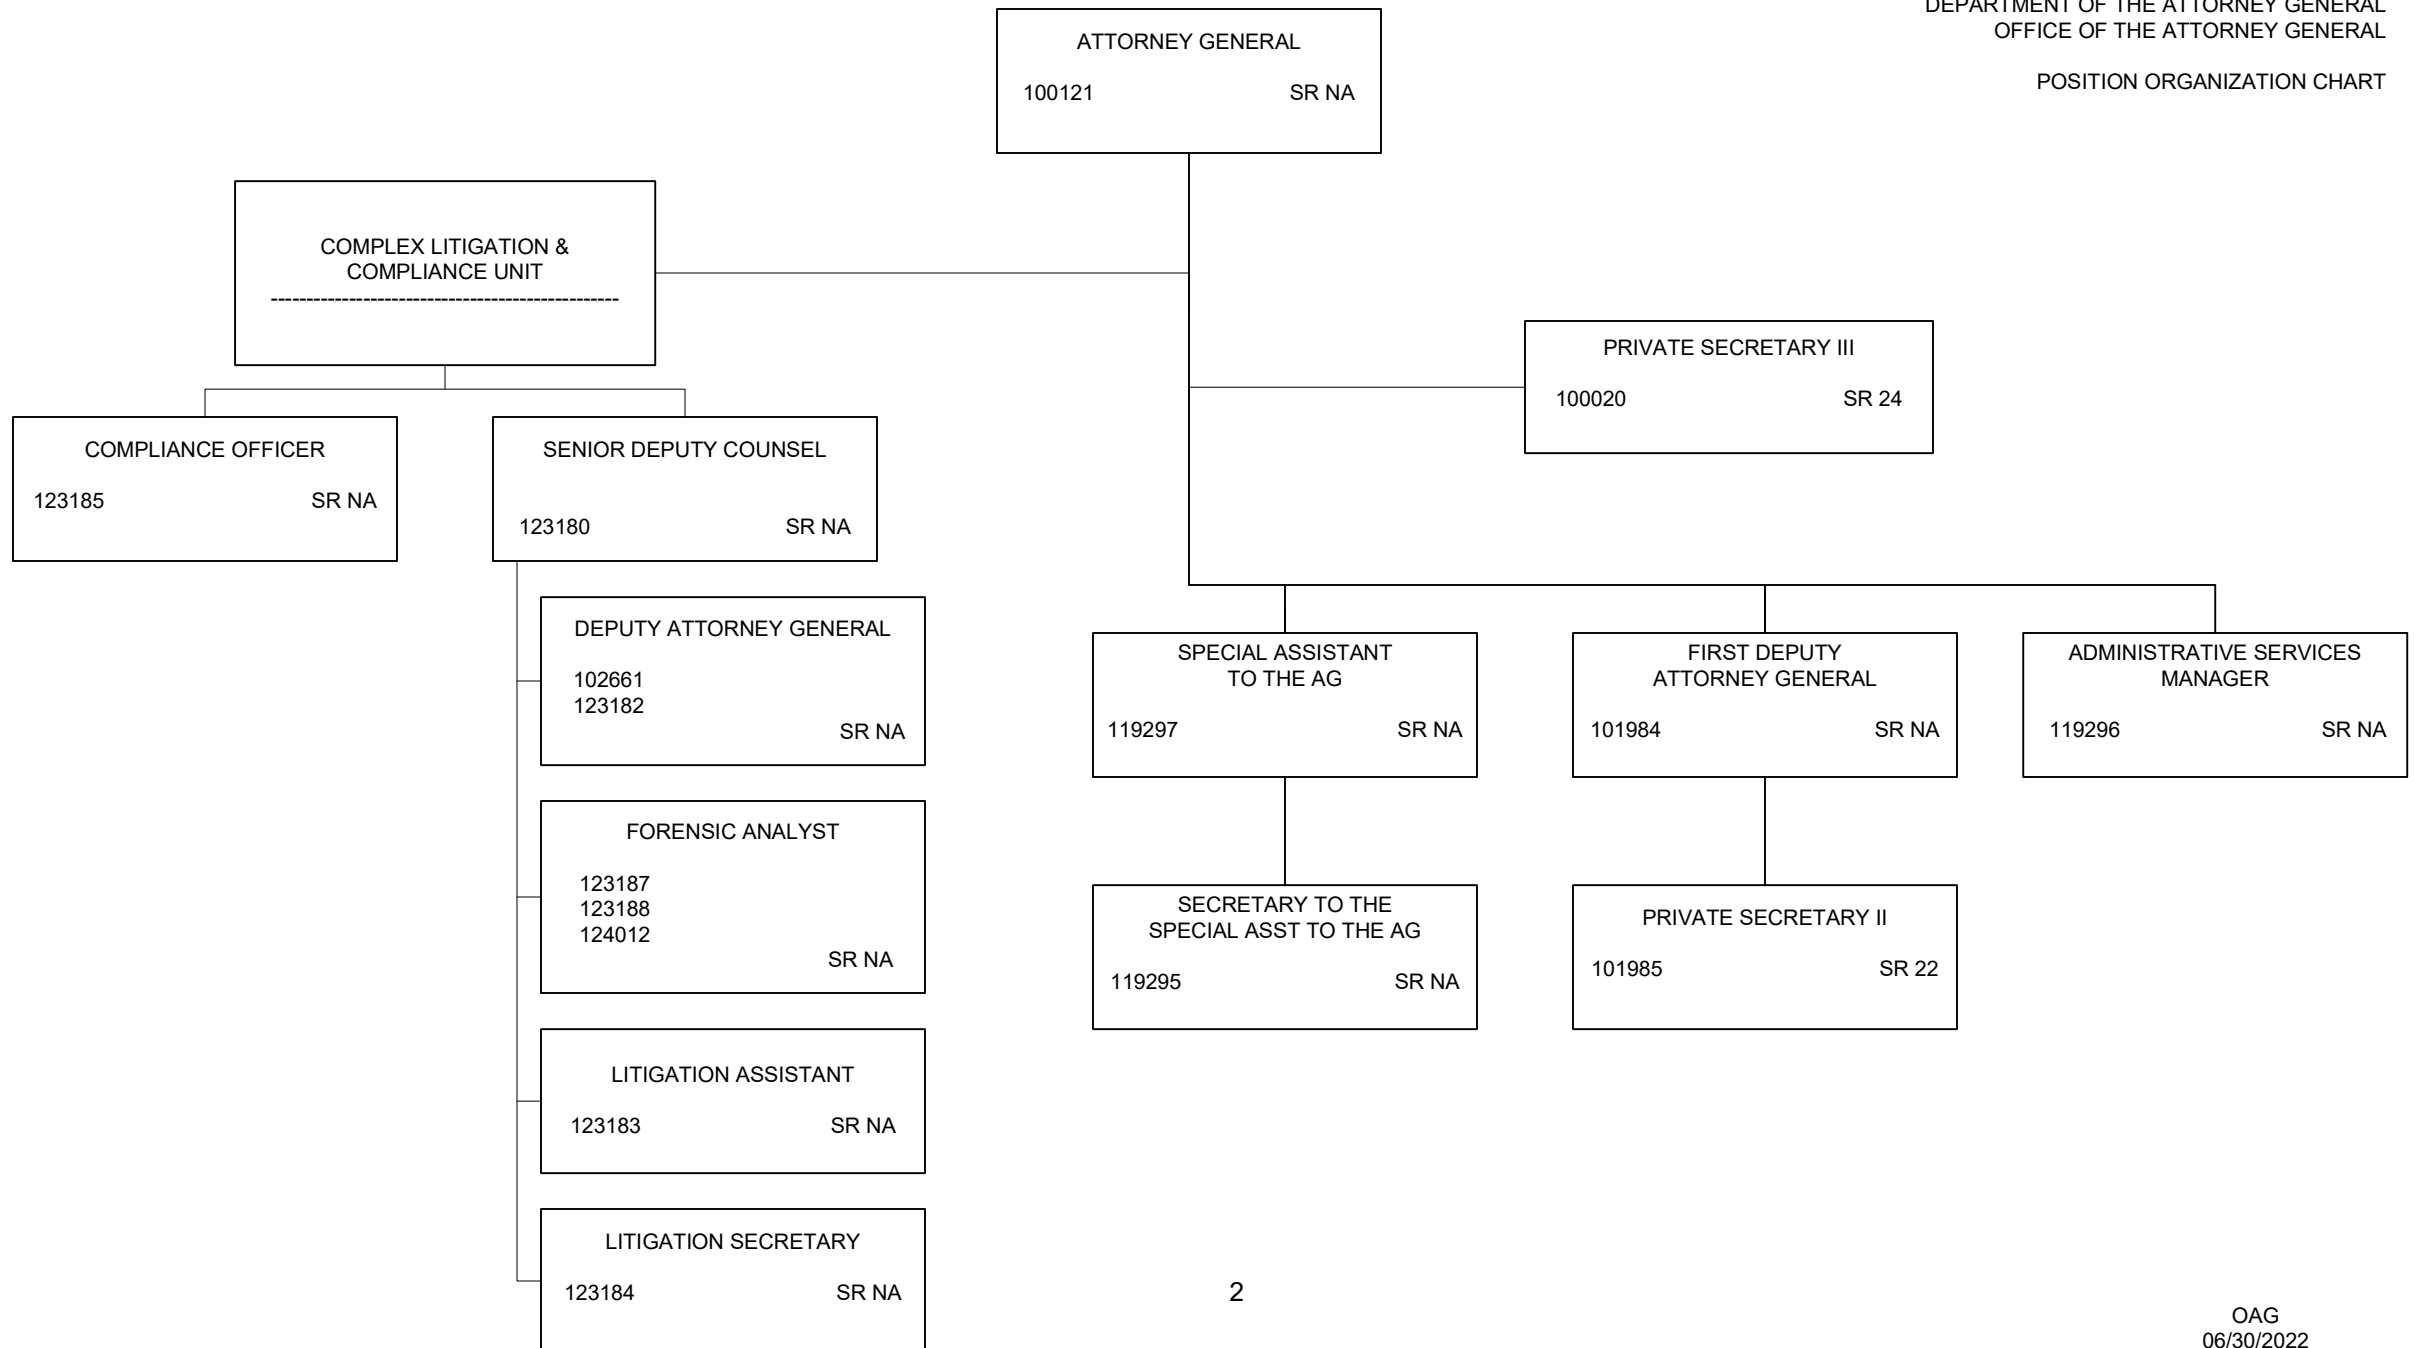 DEPARTMENT OF THE ATTORNEY GENERAL
OFFICE OF THE ATTORNEY GENERAL
POSITION ORGANIZATION CHART
ATTORNEY GENERAL
100121 SR NA
COMPLEX LITIGATION &
COMPLIANCE UNIT
-------------------------------------------------
PRIVATE SECRETARY III
100020 SR 24
COMPLIANCE OFFICER
123185 SR NA
SENIOR DEPUTY COUNSEL
123180 SR NA
DEPUTY ATTORNEY GENERAL
102661
123182
SR NA
FORENSIC ANALYST
123187
123188
124012
SR NA
LITIGATION ASSISTANT
123183 SR NA
LITIGATION SECRETARY
123184 SR NA
SPECIAL ASSISTANT
TO THE AG
119297 SR NA
FIRST DEPUTY
ATTORNEY GENERAL
101984 SR NA
ADMINISTRATIVE SERVICES
MANAGER
119296 SR NA
SECRETARY TO THE
SPECIAL ASST TO THE AG
119295 SR NA
PRIVATE SECRETARY II
101985 SR 22
2
OAG
06/30/2022